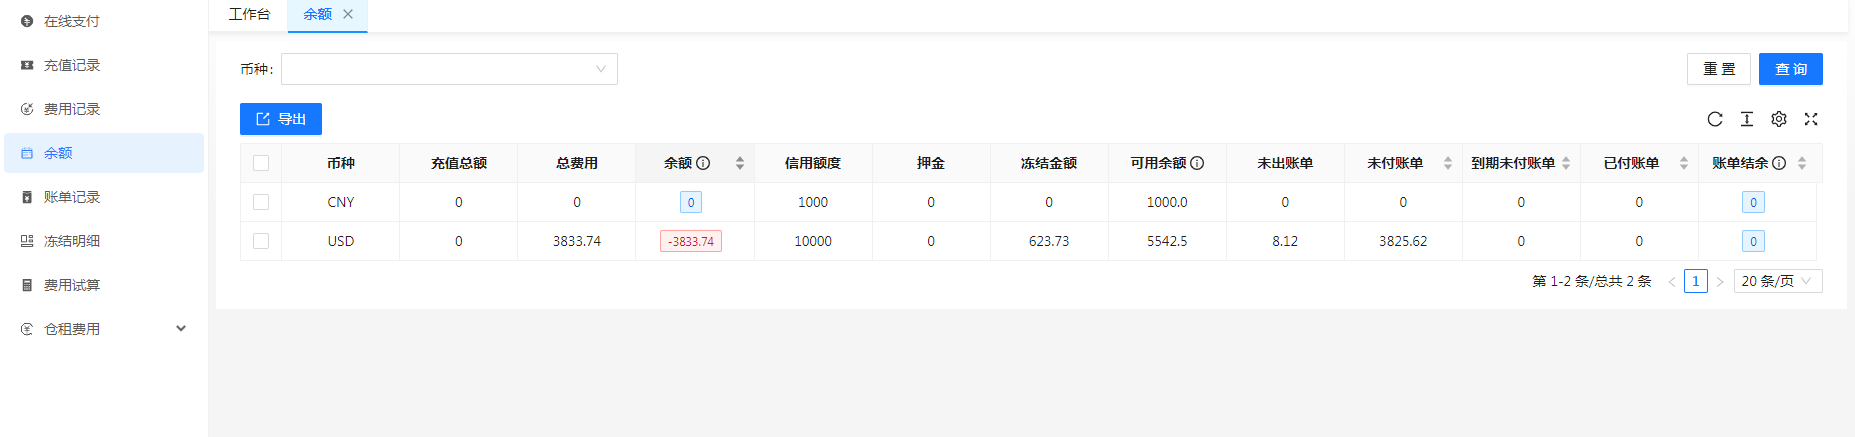 在线支付
充值记录
费用记录
余额
账单记录
冻结明细
费用试算
仓租费用
工作台 余额
币种: 重置 查询
导出
币种 充值总额 总费用 余额 信用额度 押金 冻结金额 可用余额 未出账单 未付账单 到期未付账单 已付账单 账单结余
CNY 0 0 0 1000 0 0 1000.0 0 0 0 0 0
USD 0 3833.74 -3833.74 10000 0 623.73 5542.5 8.12 3825.62 0 0 0
第 1-2 条/总共 2 条 1 20 条/页